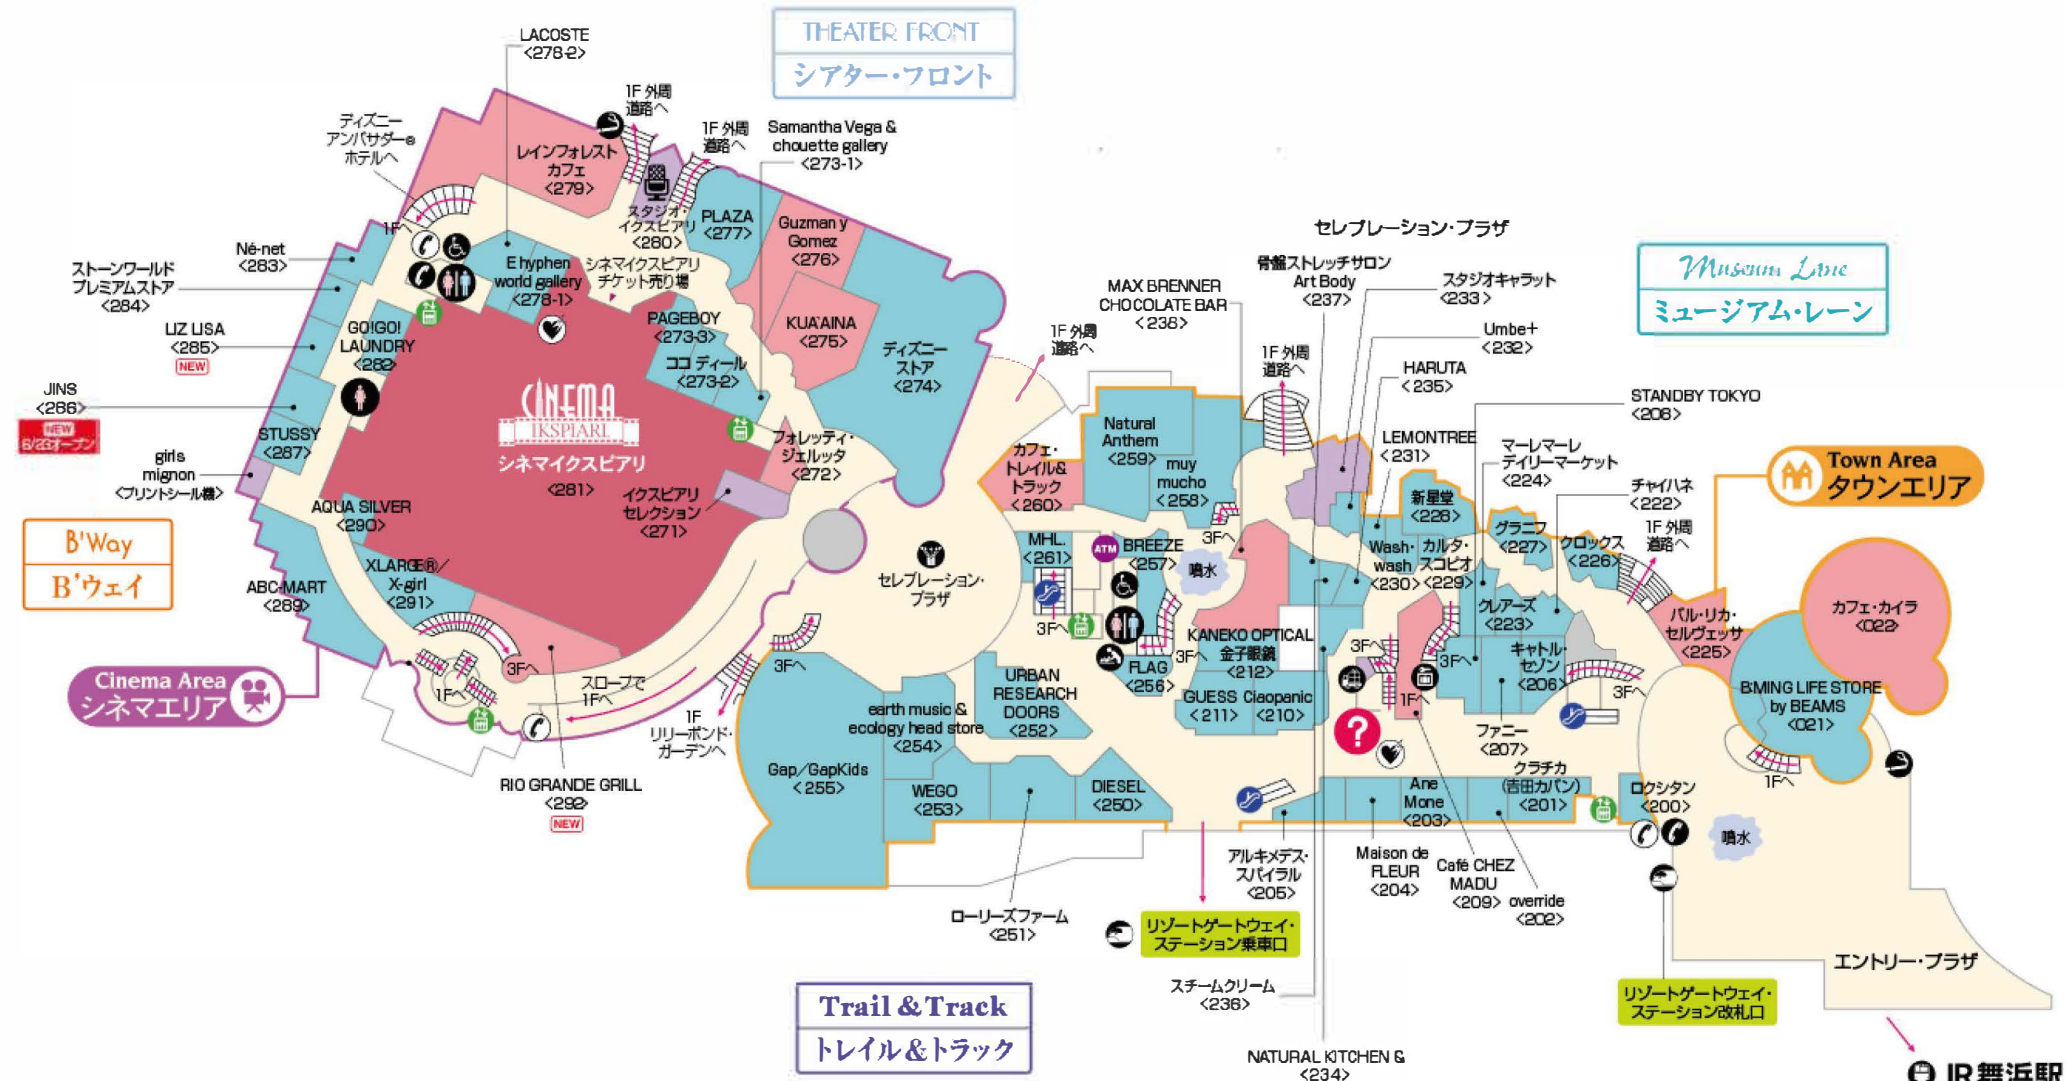 THEATER FRONT
シアター・フロント
LACOSTE
<278-2>
1F 外周
道路へ
1F 外周
道路へ
Samantha Vega &
chouette gallery
<273-1>
ディズニー
アンバサダー®
ホテルへ
レインフォレスト
カフェ
<279>
スタジオ・
イクスピアリ
<280>
PLAZA
<277>
Guzman y
Gomez
<276>
1Fへ
Né-net
<283>
ストーンワールド
プレミアムストア
<284>
E hyphen
world gallery
<278-1>
シネマイクスピアリ
チケット売り場
LIZ LISA
<285>
NEW
GO!GO!
LAUNDRY
<282>
PAGEBOY
<273-3>
KUA'AINA
<275>
ディズニー
ストア
<274>
ココ ディール
<273-2>
JINS
<286>
NEW
6/23オープン
STUSSY
<287>
CINEMA
IKSPIARI
シネマイクスピアリ
<281>
フォレッティ・
ジェルッタ
<272>
girls
mignon
<プリントシール機>
イクスピアリ
セレクション
<271>
AQUA SILVER
<290>
B'Way
B'ウェイ
XLARGE®／
X-girl
<291>
ABC-MART
<289>
セレブレーション・
プラザ
Cinema Area
シネマエリア
3Fへ
1Fへ
スロープで
1Fへ
RIO GRANDE GRILL
<292>
NEW
1F
リリーポンド・
ガーデンへ
3Fへ
セレブレーション・プラザ
Museum Lane
ミュージアム・レーン
骨盤ストレッチサロン
Art Body
<237>
スタジオキャラット
<233>
MAX BRENNER
CHOCOLATE BAR
<238>
Umbe+
<232>
1F 外周
道路へ
1F 外周
道路へ
HARUTA
<235>
STANDBY TOKYO
<208>
LEMONTREE
<231>
マーレマーレ
デイリーマーケット
<224>
チャイハネ
<222>
Town Area
タウンエリア
カフェ・
トレイル&
トラック
<260>
Natural
Anthem
<259>
muy
mucho
<258>
新星堂
<228>
グラニフ
<227>
クロックス
<226>
1F 外周
道路へ
3Fへ
MHL.
<261>
ATM
BREEZE
<257>
噴水
Wash・
wash
<230>
カルタ・
スコピオ
<229>
クレアーズ
<223>
バル・リカ・
セルヴェッサ
<225>
カフェ・カイラ
<022>
3Fへ
3Fへ
KANEKO OPTICAL
金子眼鏡
<212>
FLAG
<256>
3Fへ
3Fへ
1Fへ
キャトル・
セゾン
<206>
3Fへ
B:MING LIFE STORE
by BEAMS
<021>
GUESS
<211>
Ciaopanic
<210>
?
ファニー
<207>
URBAN
RESEARCH
DOORS
<252>
earth music &
ecology head store
<254>
Gap／GapKids
<255>
WEGO
<253>
DIESEL
<250>
Ane
Mone
<203>
クラチカ
(吉田カバン)
<201>
ロクシタン
<200>
1Fへ
噴水
アルキメデス・
スパイラル
<205>
Maison de
FLEUR
<204>
Café CHEZ
MADU
<209>
override
<202>
ローリーズファーム
<251>
リゾートゲートウェイ・
ステーション乗車口
スチームクリーム
<236>
エントリー・プラザ
リゾートゲートウェイ・
ステーション改札口
Trail & Track
トレイル&トラック
NATURAL KITCHEN &
<234>
JR舞浜駅